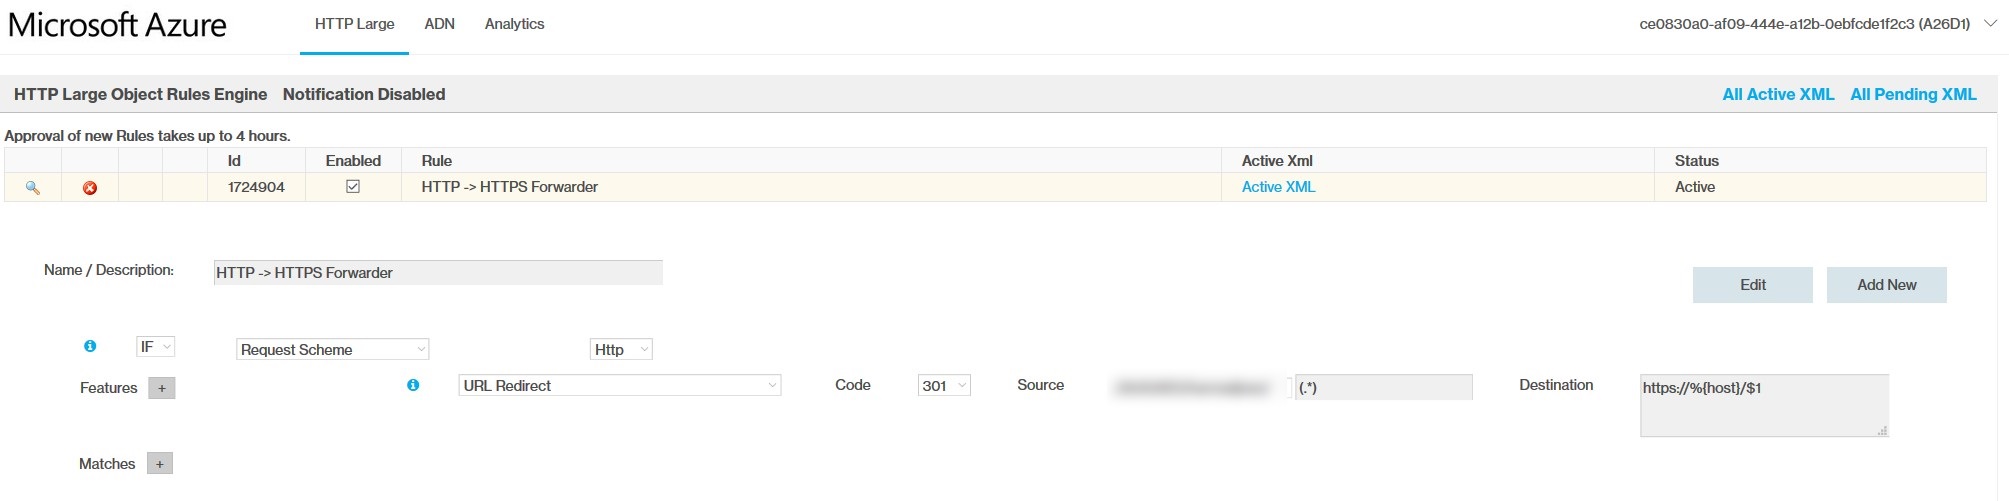 Microsoft Azure HTTP Large ADN Analytics ce0830a0-af09-444e-a12b-0ebfcde1f2c3 (A26D1)
HTTP Large Object Rules Engine Notification Disabled All Active XML All Pending XML
Approval of new Rules takes up to 4 hours.
Id Enabled Rule Active Xml Status
1724904 HTTP -> HTTPS Forwarder Active XML Active
Name / Description: HTTP -> HTTPS Forwarder
Edit Add New
IF Request Scheme Http
Features + URL Redirect Code 301 Source (.*) Destination https://%{host}/$1
Matches +